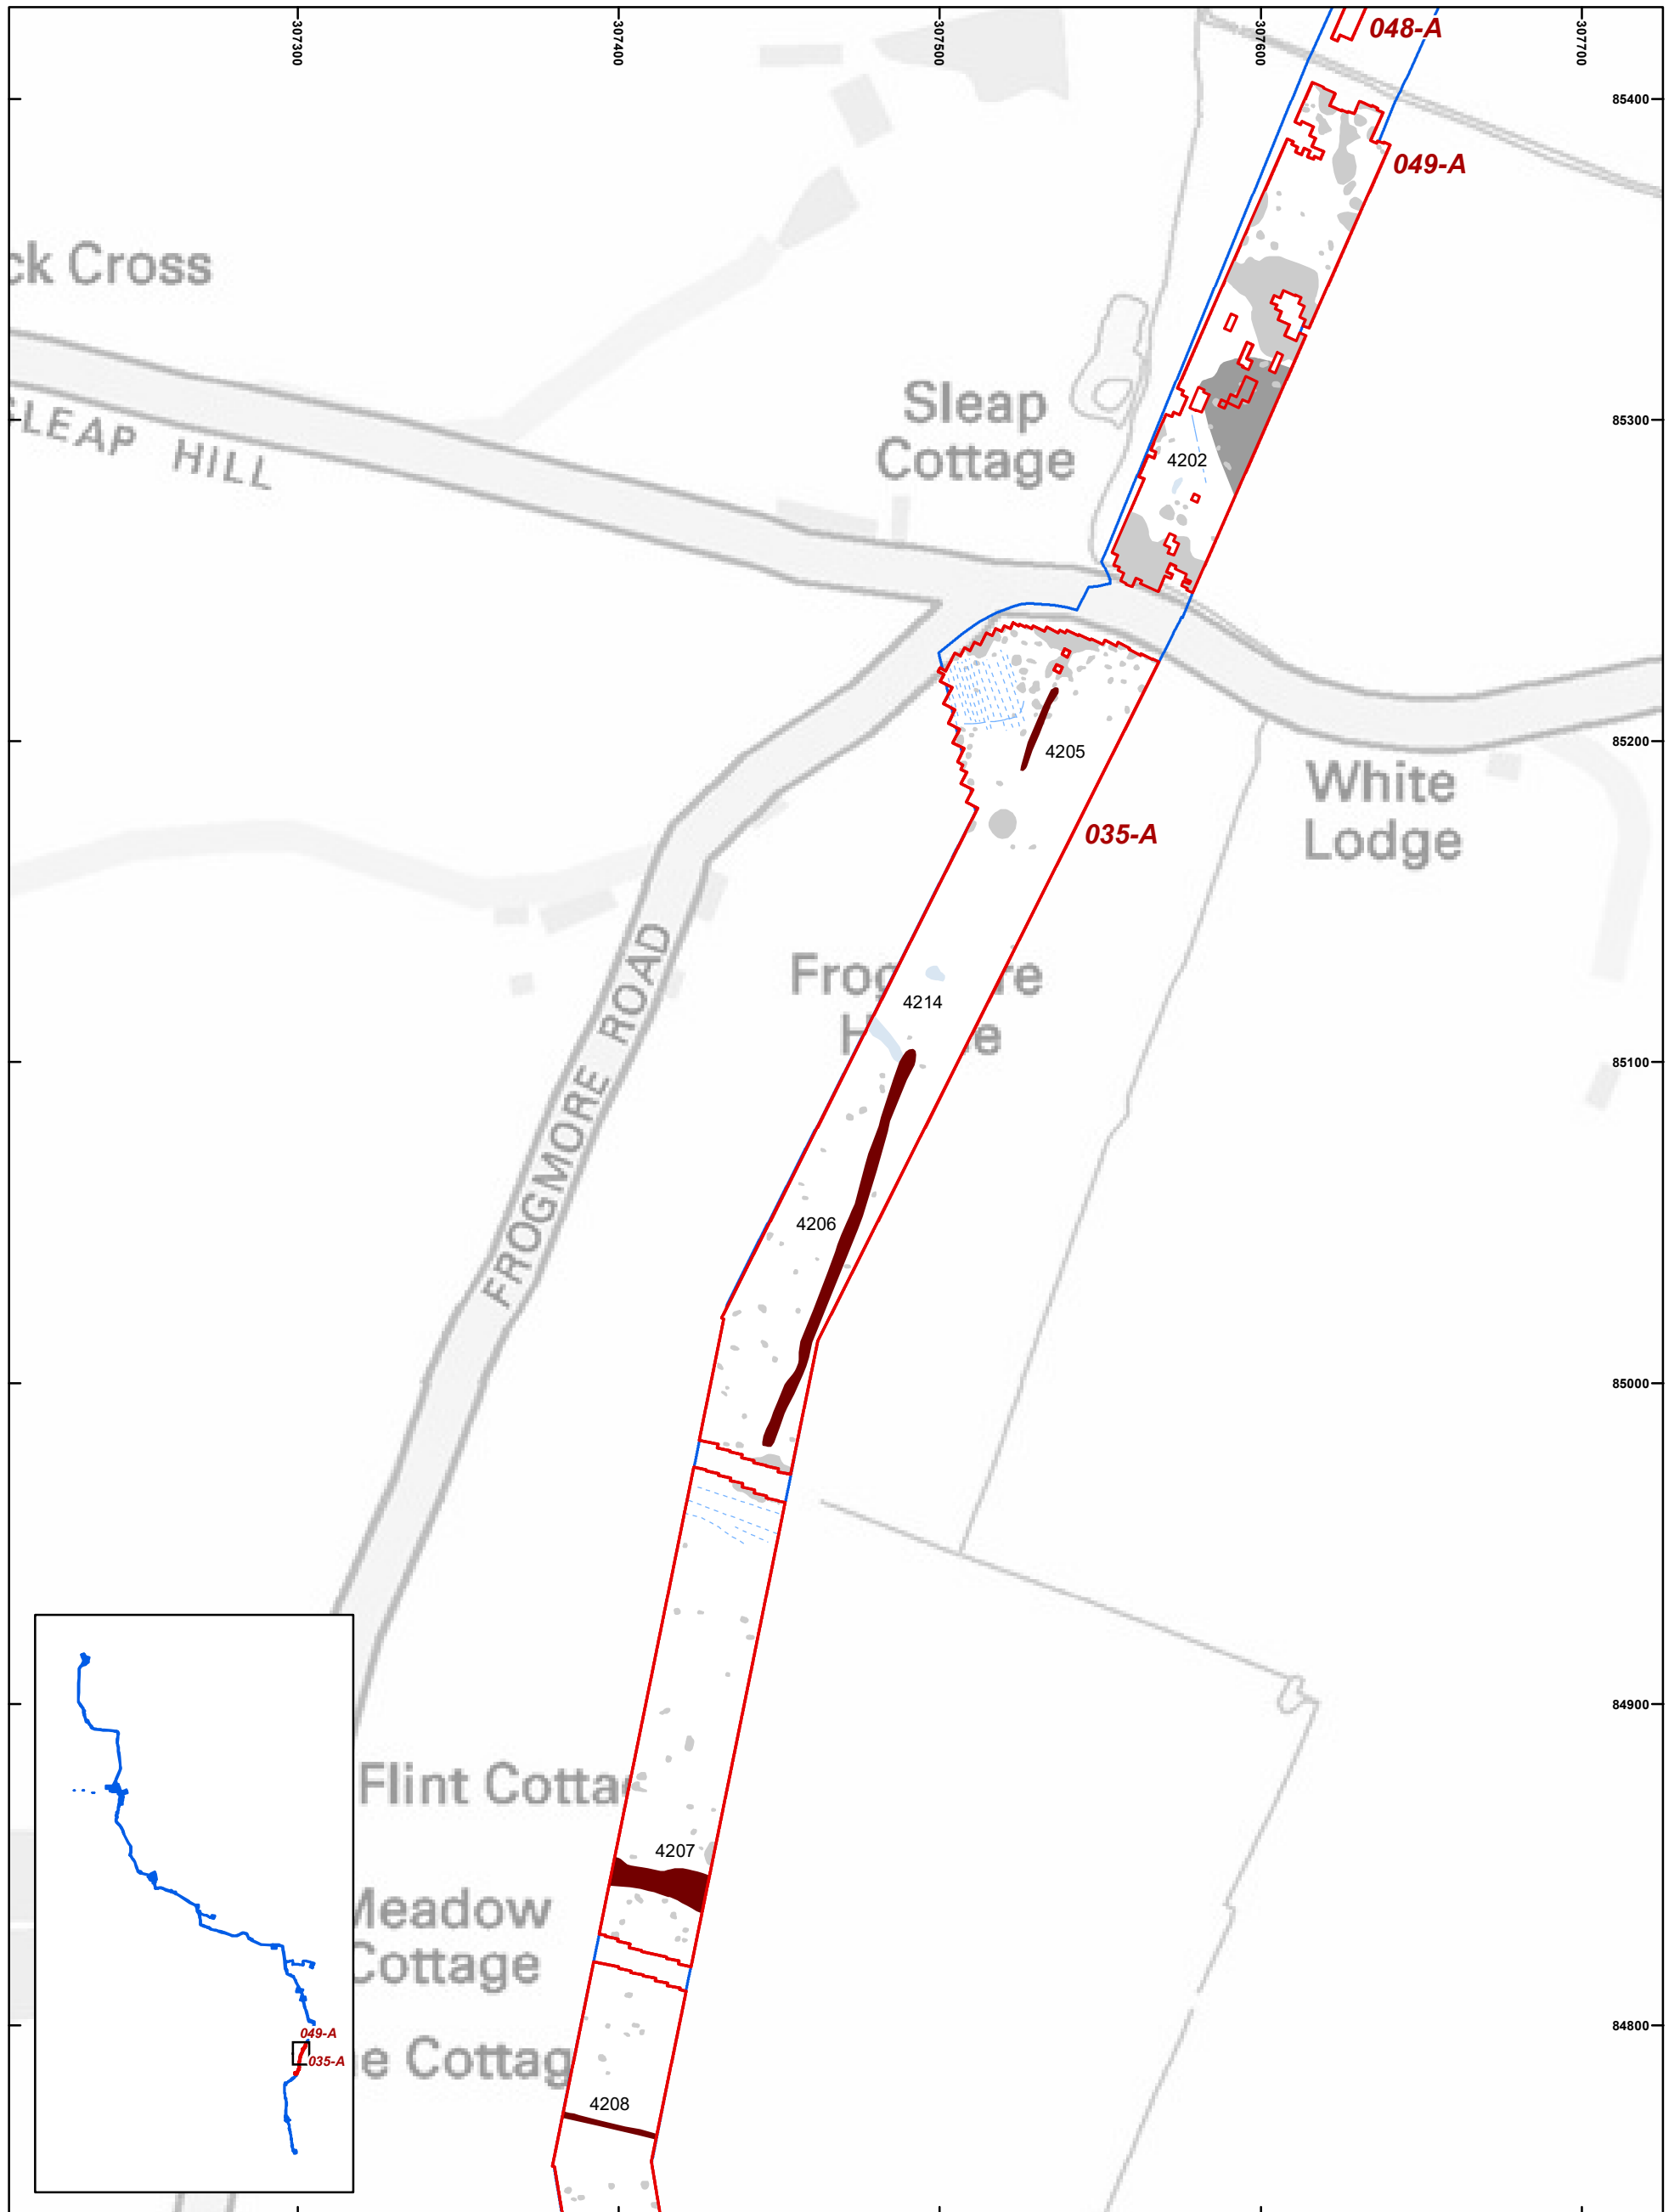 307300
307400
307500
307600
307700
048-A
85400
049-A
ck Cross
Sleap
Cottage
85300
SLEAP HILL
4202
85200
4205
White
Lodge
035-A
FROGMORE ROAD
Frog re
4214
H e
85100
4206
85000
84900
Flint Cotta
4207
Meadow
Cottage
84800
049-A
035-A
e Cottag
4208